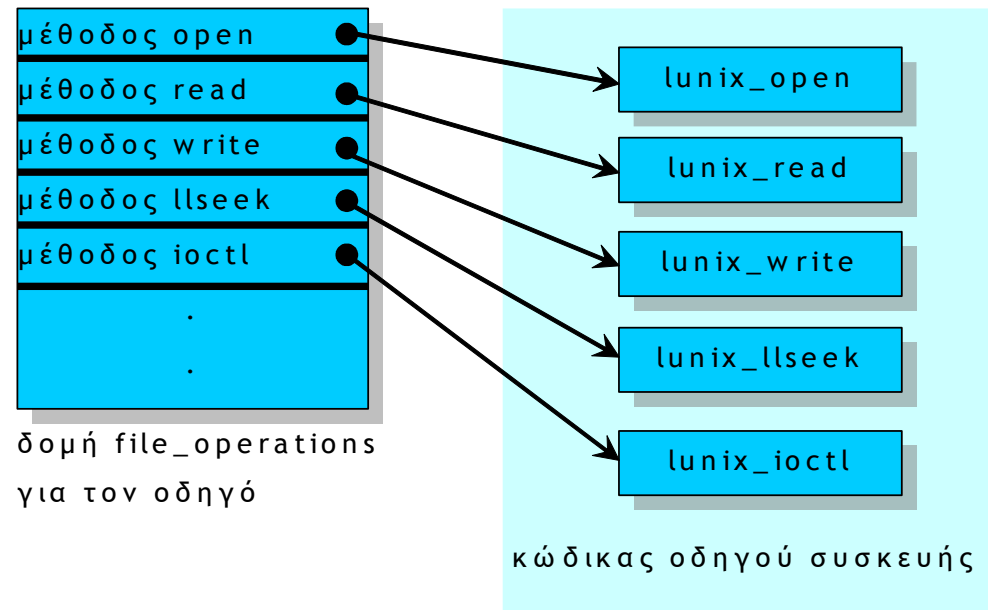 μέθοδος open
μέθοδος read
μέθοδος write
μέθοδος llseek
μέθοδος ioctl
.
.
δομή file_operations
για τον οδηγό
lunix_open
lunix_read
lunix_write
lunix_llseek
lunix_ioctl
κώδικας οδηγού συσκευής